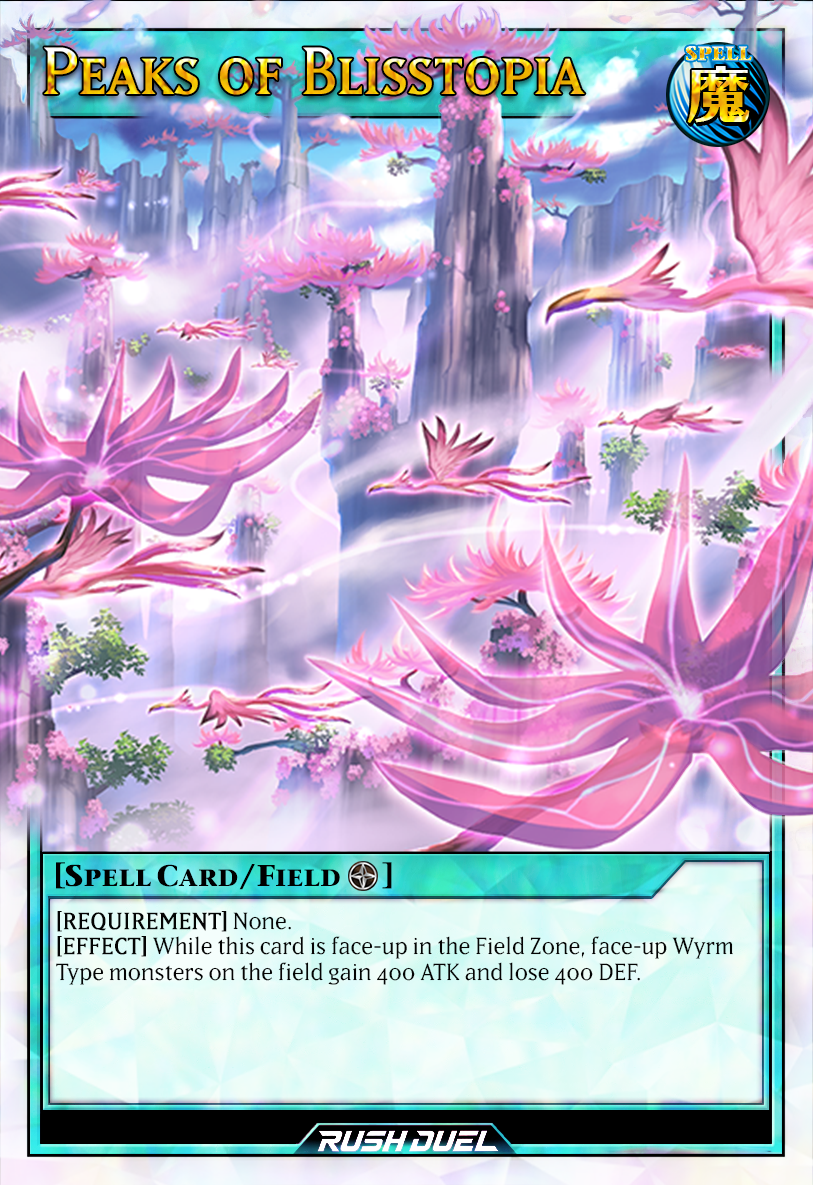 Peaks of Blisstopia
SPELL
魔
[Spell Card/Field]
[REQUIREMENT] None.
[EFFECT] While this card is face-up in the Field Zone, face-up Wyrm
Type monsters on the field gain 400 ATK and lose 400 DEF.
RUSH DUEL